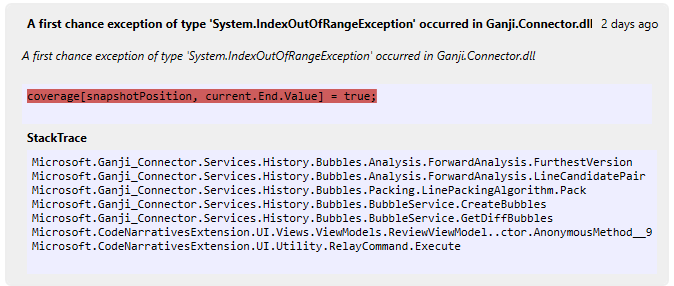 A first chance exception of type 'System.IndexOutOfRangeException' occurred in Ganji.Connector.dll 2 days ago
A first chance exception of type 'System.IndexOutOfRangeException' occurred in Ganji.Connector.dll
coverage[snapshotPosition, current.End.Value] = true;
StackTrace
Microsoft.Ganji_Connector.Services.History.Bubbles.Analysis.ForwardAnalysis.FurthestVersion
Microsoft.Ganji_Connector.Services.History.Bubbles.Analysis.LineCandidatePair
Microsoft.Ganji_Connector.Services.History.Bubbles.Packing.LinePackingAlgorithm.Pack
Microsoft.Ganji_Connector.Services.History.Bubbles.BubbleService.CreateBubbles
Microsoft.Ganji_Connector.Services.History.Bubbles.BubbleService.GetDiffBubbles
Microsoft.CodeNarrativesExtension.UI.Views.ViewModels.ReviewViewModel..ctor.AnonymousMethod__9
Microsoft.CodeNarrativesExtension.UI.Utility.RelayCommand.Execute